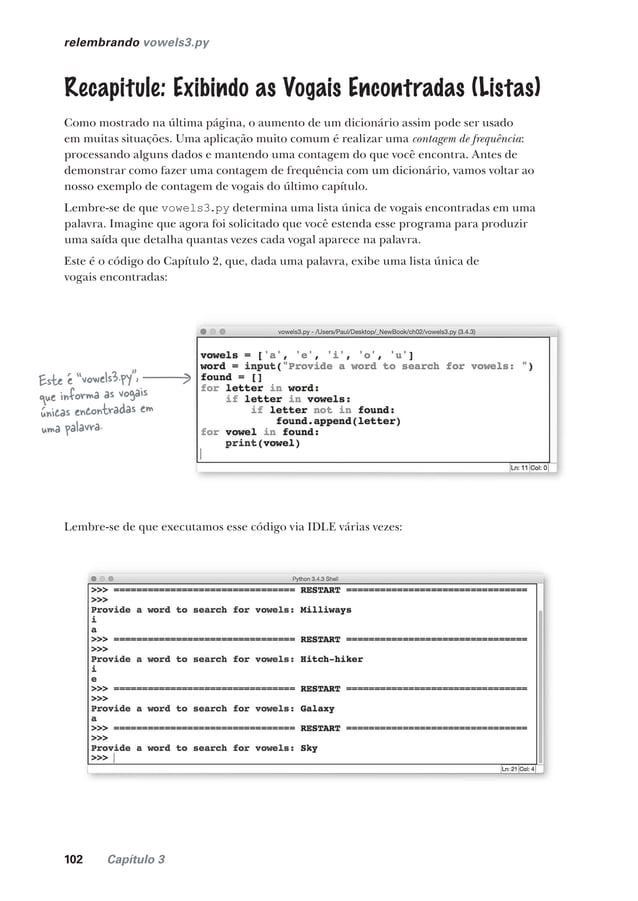 relembrando vowels3.py
Recapitule: Exibindo as Vogais Encontradas (Listas)
Como mostrado na última página, o aumento de um dicionário assim pode ser usado
em muitas situações. Uma aplicação muito comum é realizar uma contagem de frequência:
processando alguns dados e mantendo uma contagem do que você encontra. Antes de
demonstrar como fazer uma contagem de frequência com um dicionário, vamos voltar ao
nosso exemplo de contagem de vogais do último capítulo.
Lembre-se de que vowels3.py determina uma lista única de vogais encontradas em uma
palavra. Imagine que agora foi solicitado que você estenda esse programa para produzir
uma saída que detalha quantas vezes cada vogal aparece na palavra.
Este é o código do Capítulo 2, que, dada uma palavra, exibe uma lista única de
vogais encontradas:
Este é "vowels3.py",
que informa as vogais
únicas encontradas em
uma palavra.
vowels3.py - /Users/Paul/Desktop/_NewBook/ch02/vowels3.py (3.4.3)
vowels = ['a', 'e', 'i', 'o', 'u']
word = input("Provide a word to search for vowels: ")
found = []
for letter in word:
    if letter in vowels:
        if letter not in found:
            found.append(letter)
for vowel in found:
    print(vowel)
Ln: 11 Col: 0
Lembre-se de que executamos esse código via IDLE várias vezes:
Python 3.4.3 Shell
>>> ================================ RESTART ================================
>>>
Provide a word to search for vowels: Milliways
i
a
>>> ================================ RESTART ================================
>>>
Provide a word to search for vowels: Hitch-hiker
i
e
>>> ================================ RESTART ================================
>>>
Provide a word to search for vowels: Galaxy
a
>>> ================================ RESTART ================================
>>>
Provide a word to search for vowels: Sky
>>>
Ln: 21 Col: 4
102 Capítulo 3